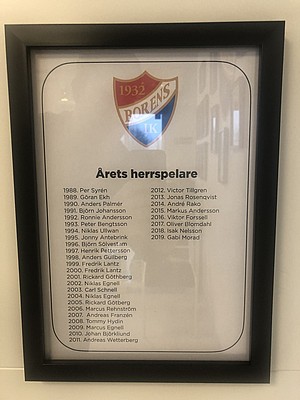 1932
BORENS
IK
Årets herrspelare
1988. Per Syrén
1989. Göran Ekh
1990. Anders Palmér
1991. Björn Johansson
1992. Ronnie Andersson
1993. Peter Bengtsson
1994. Niklas Ullwan
1995. Jonny Antebrink
1996. Björn Sölvestam
1997. Henrik Pettersson
1998. Anders Guilberg
1999. Fredrik Lantz
2000. Fredrik Lantz
2001. Rickard Göthberg
2002. Niklas Egnell
2003. Carl Schnell
2004. Niklas Egnell
2005. Rickard Götberg
2006. Marcus Rehnström
2007. Andreas Franzén
2008. Tommy Hydin
2009. Marcus Egnell
2010. Johan Björklund
2011. Andreas Wetterberg
2012. Victor Tillgren
2013. Jonas Rosenqvist
2014. André Rako
2015. Markus Andersson
2016. Viktor Forssell
2017. Oliver Blomdahl
2018. Isak Nelsson
2019. Gabi Morad